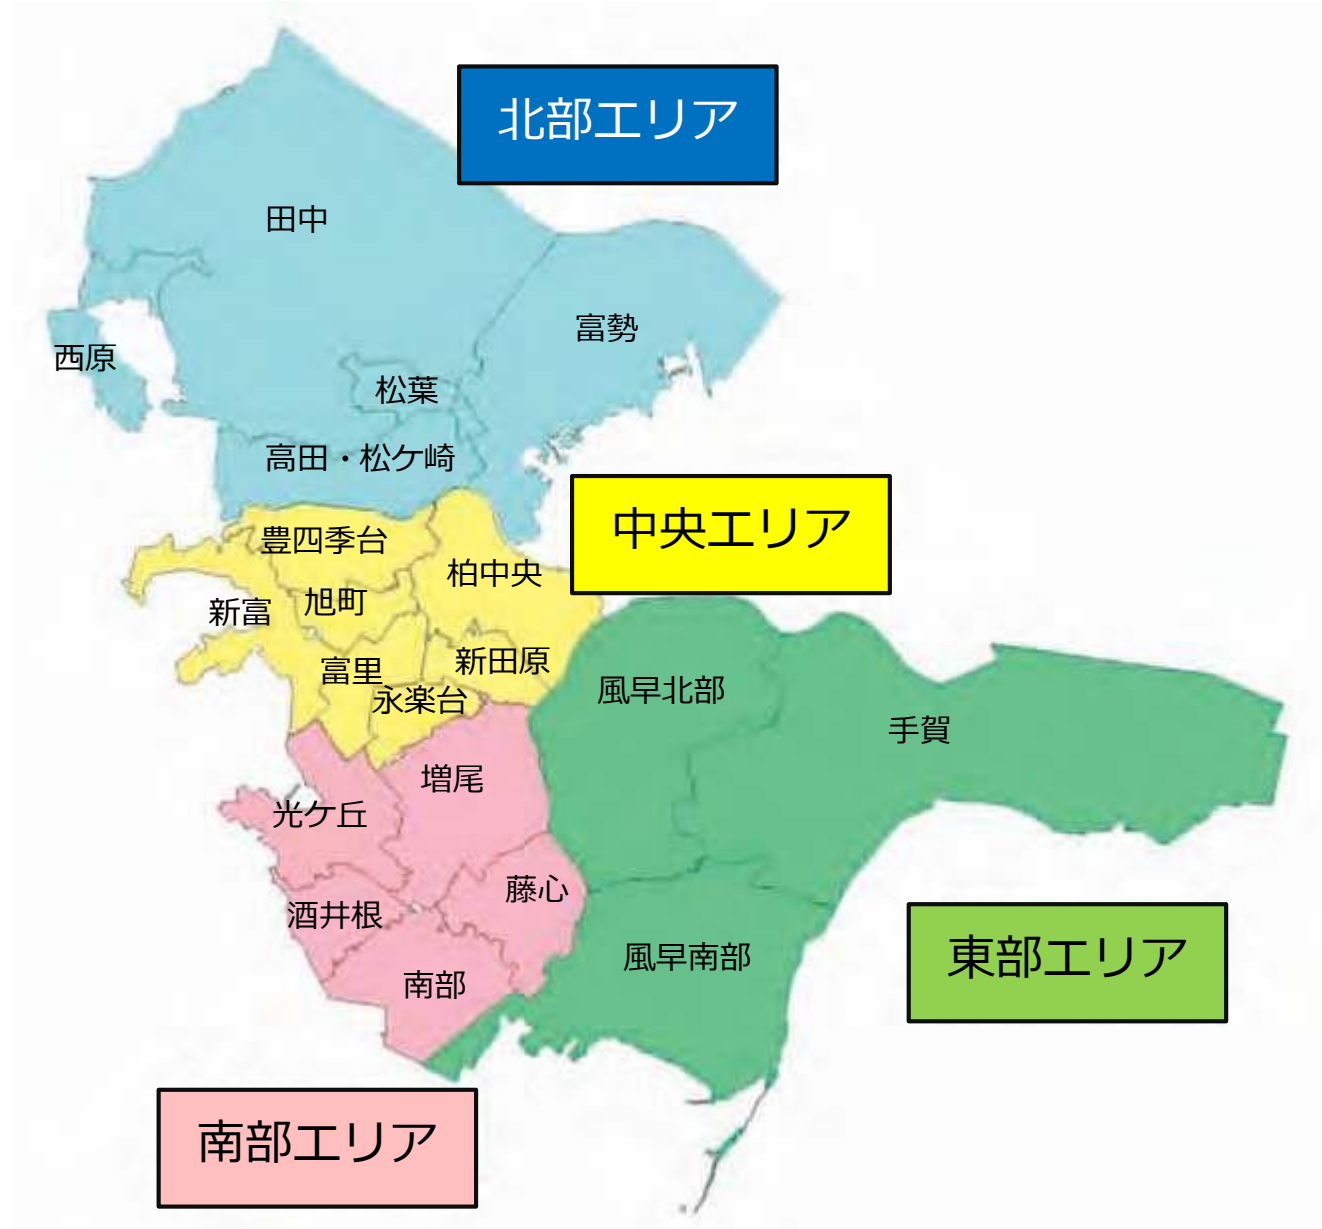 北部エリア
田中
富勢
西原
松葉
高田・松ケ崎
中央エリア
豊四季台
柏中央
旭町
新富
富里
新田原
永楽台
風早北部
手賀
増尾
光ケ丘
藤心
酒井根
東部エリア
風早南部
南部
南部エリア